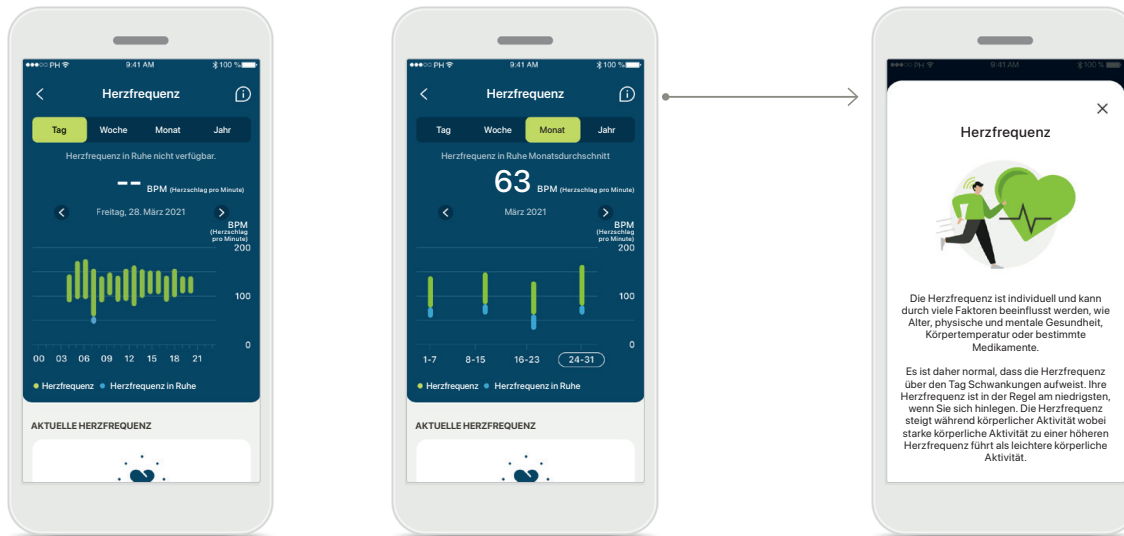 ●●●○○ PH 9:41 AM 100 %
Herzfrequenz
Tag Woche Monat Jahr
Herzfrequenz in Ruhe nicht verfügbar.
-- BPM (Herzschlag pro Minute)
Freitag, 28. März 2021
BPM
(Herzschlag
pro Minute)
200
100
0
00 03 06 09 12 15 18 21
Herzfrequenz Herzfrequenz in Ruhe
AKTUELLE HERZFREQUENZ
●●●○○ PH 9:41 AM 100 %
Herzfrequenz
Tag Woche Monat Jahr
Herzfrequenz in Ruhe Monatsdurchschnitt
63 BPM (Herzschlag pro Minute)
März 2021
BPM
(Herzschlag
pro Minute)
200
100
0
1-7 8-15 16-23 24-31
Herzfrequenz Herzfrequenz in Ruhe
AKTUELLE HERZFREQUENZ
●●●○○ PH 9:41 AM 100 %
Herzfrequenz
Die Herzfrequenz ist individuell und kann
durch viele Faktoren beeinflusst werden, wie
Alter, physische und mentale Gesundheit,
Körpertemperatur oder bestimmte
Medikamente.
Es ist daher normal, dass die Herzfrequenz
über den Tag Schwankungen aufweist. Ihre
Herzfrequenz ist in der Regel am niedrigsten,
wenn Sie sich hinlegen. Die Herzfrequenz
steigt während körperlicher Aktivität wobei
starke körperliche Aktivität zu einer höheren
Herzfrequenz führt als leichtere körperliche
Aktivität.